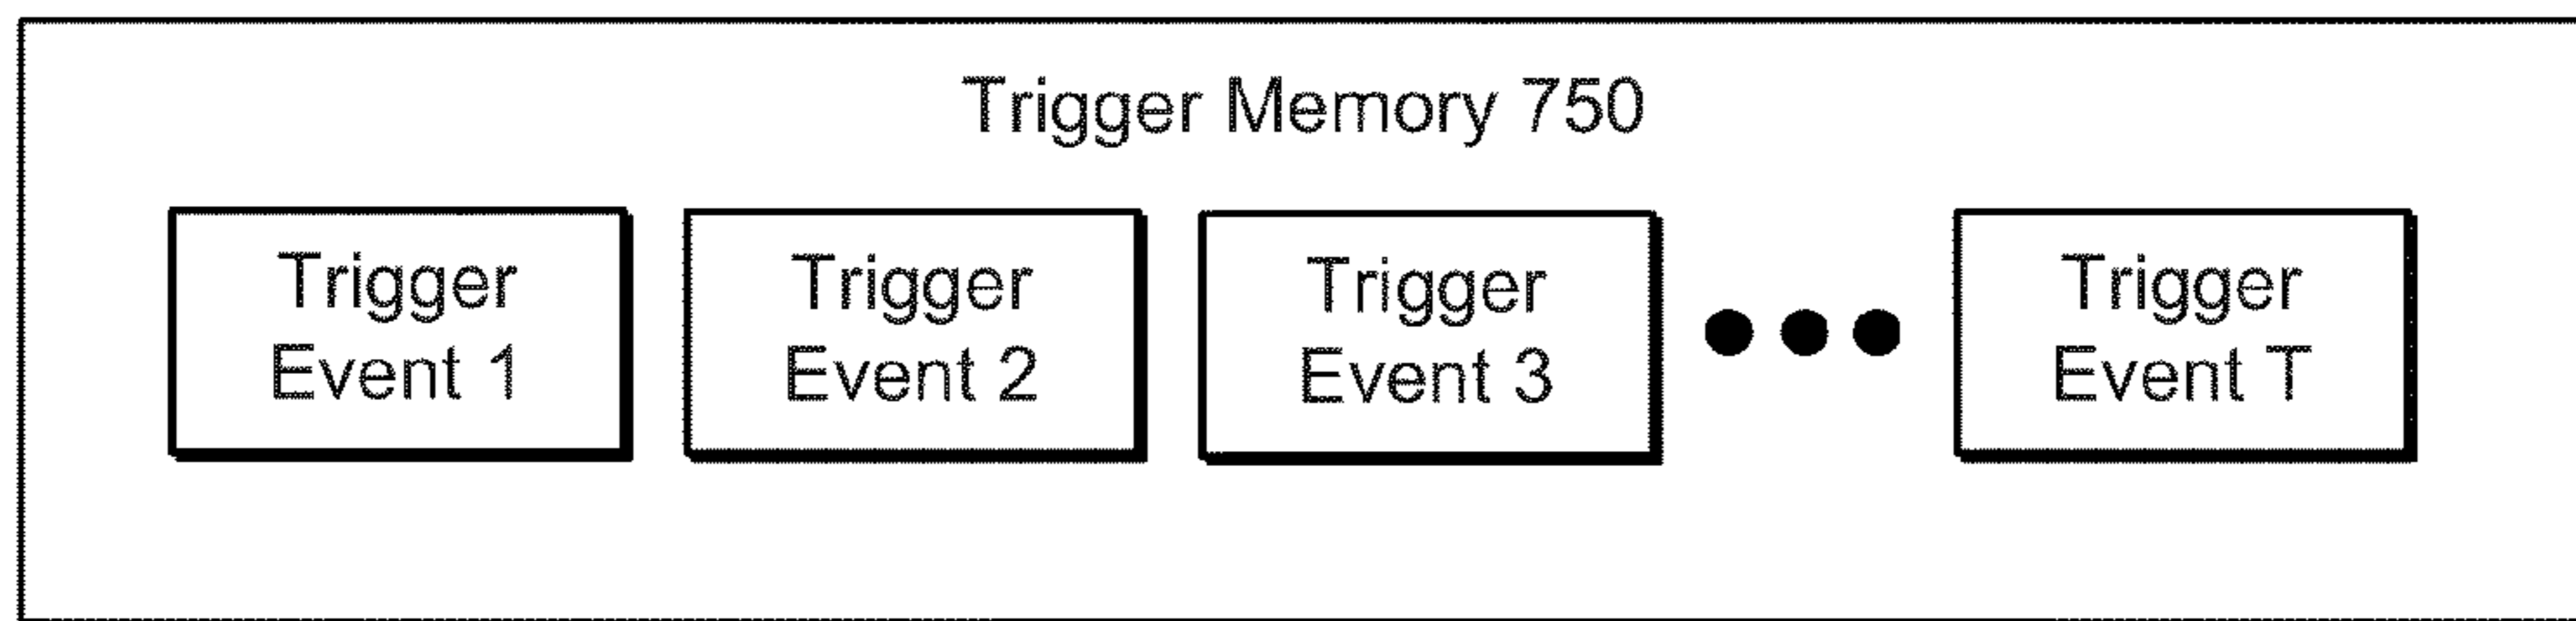 Trigger Memory 750
Trigger
Event 1
Trigger
Event 2
Trigger
Event 3
Trigger
Event T